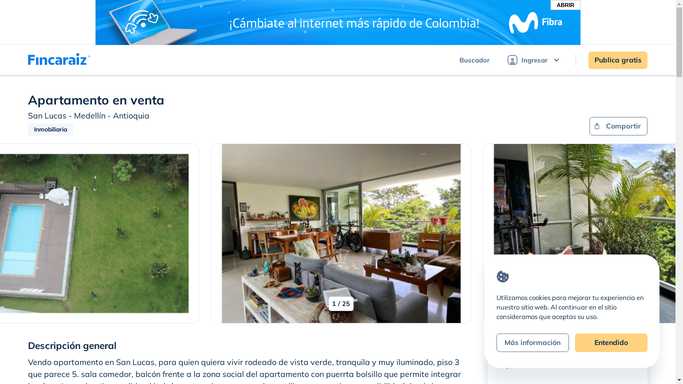 ABRIR
¡Cámbiate al internet más rápido de Colombia!
Fibra
Fincaraiz
Buscador
Ingresar
Publica gratis
Apartamento en venta
San Lucas - Medellín - Antioquia
Inmobiliaria
Compartir
1 / 25
Utilizamos cookies para mejorar tu experiencia en
nuestro sitio web. Al continuar en el sitio
consideramos que aceptas su uso.
Más información
Entendido
Descripción general
Vendo apartamento en San Lucas, para quien quiera vivir rodeado de vista verde, tranquila y muy iluminado, piso 3
que parece 5. sala comedor, balcón frente a la zona social del apartamento con puerrta bolsillo que permite integrar